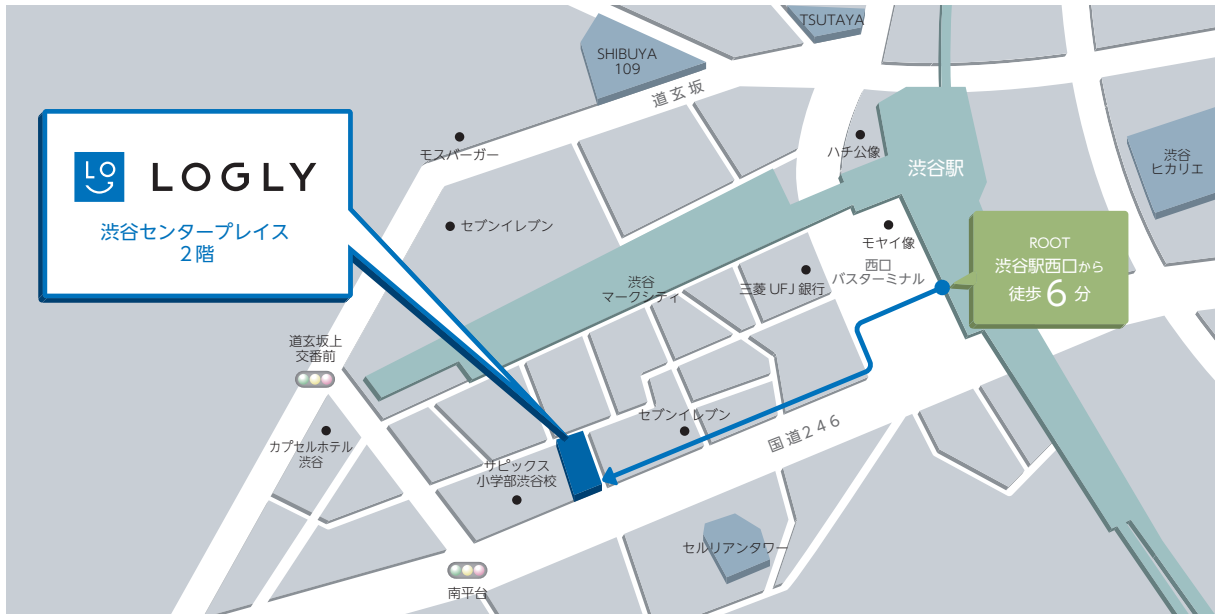 TSUTAYA
SHIBUYA
109
道玄坂
モスバーガー
ハチ公像
渋谷駅
渋谷
ヒカリエ
LO
LOGLY
渋谷センタープレイス
2階
セブンイレブン
モヤイ像
西口
バスターミナル
ROOT
渋谷駅西口から
徒歩6分
渋谷
マークシティ
三菱UFJ銀行
道玄坂上
交番前
セブンイレブン
国道246
カプセルホテル
渋谷
サピックス
小学部渋谷校
セルリアンタワー
南平台